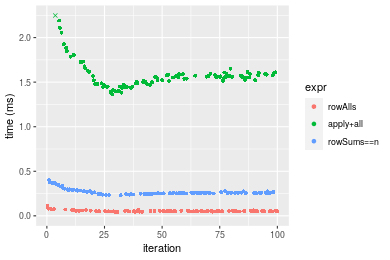 2.0
1.5
1.0
0.5
0.0
time (ms)
0
25
50
75
100
iteration
expr
rowAlls
apply+all
rowSums==n